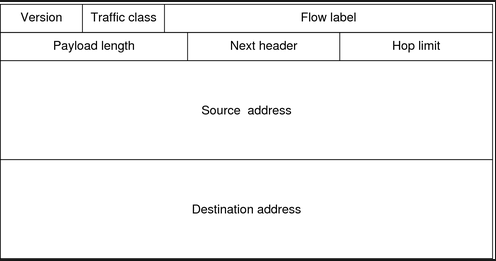 Version Traffic class Flow label
Payload length Next header Hop limit
Source address
Destination address